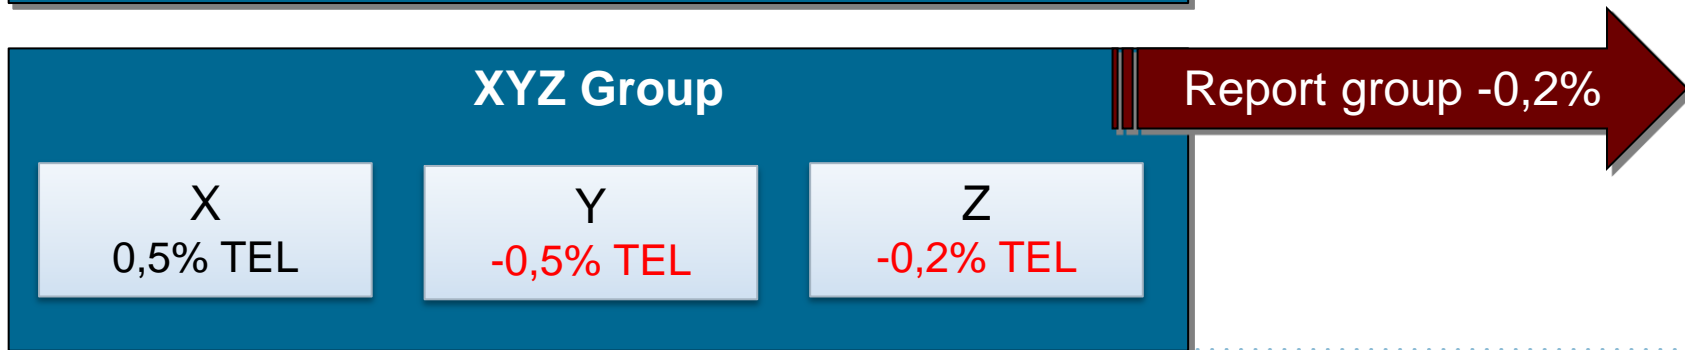 XYZ Group
Report group -0,2%
X
0,5% TEL
Y
-0,5% TEL
Z
-0,2% TEL